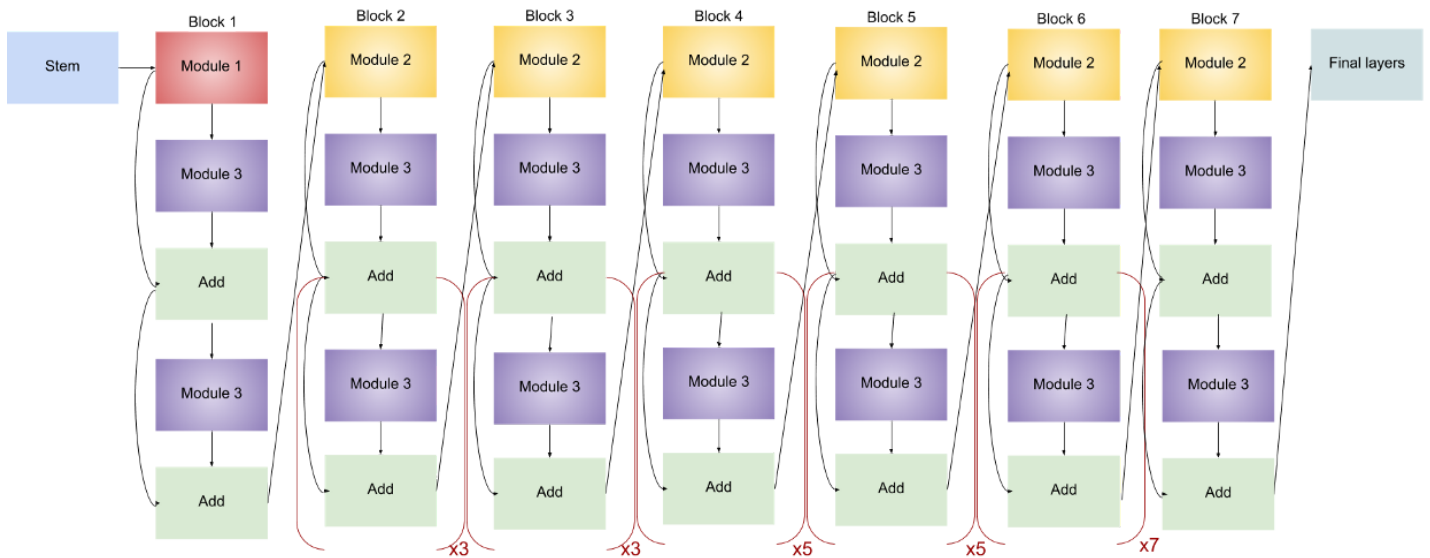 Block 1 Block 2 Block 3 Block 4 Block 5 Block 6 Block 7
Stem Module 1 Module 2 Module 2 Module 2 Module 2 Module 2 Module 2 Final layers
Module 3 Module 3 Module 3 Module 3 Module 3 Module 3 Module 3
Add Add Add Add Add Add Add
Module 3 Module 3 Module 3 Module 3 Module 3 Module 3 Module 3
Add Add Add Add Add Add Add
x3 x3 x5 x5 x7